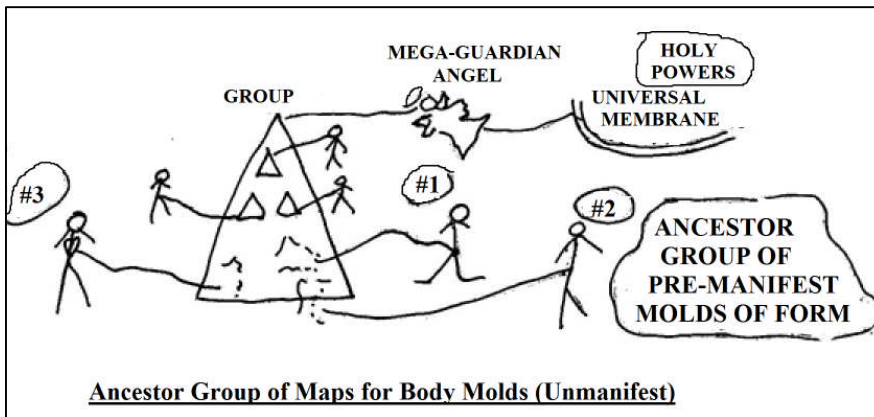 MEGA-GUARDIAN
ANGEL
HOLY
POWERS
UNIVERSAL
MEMBRANE
GROUP
#3
#1
#2
ANCESTOR
GROUP OF
PRE-MANIFEST
MOLDS OF FORM
Ancestor Group of Maps for Body Molds (Unmanifest)